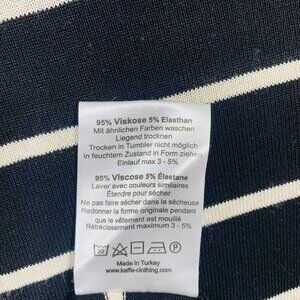 95% Viskose 5% Elasthan
Mit ähnlichen Farben waschen
Liegend trocknen
Trocken in Tumbler nicht möglich
In feuchtem Zustand in Form ziehen
Einlauf max 3 - 5%
95% Viscose 5% Élastane
Laver avec couleurs similaires
Étendre pour sécher
Ne pas faire sécher dans la sécheuse
Redonner la forme originale pendant
que le vêtement est mouillé
Rétrécissement maximum 3 - 5%
30
P
Made in Turkey
www.kaffe-clothing.com